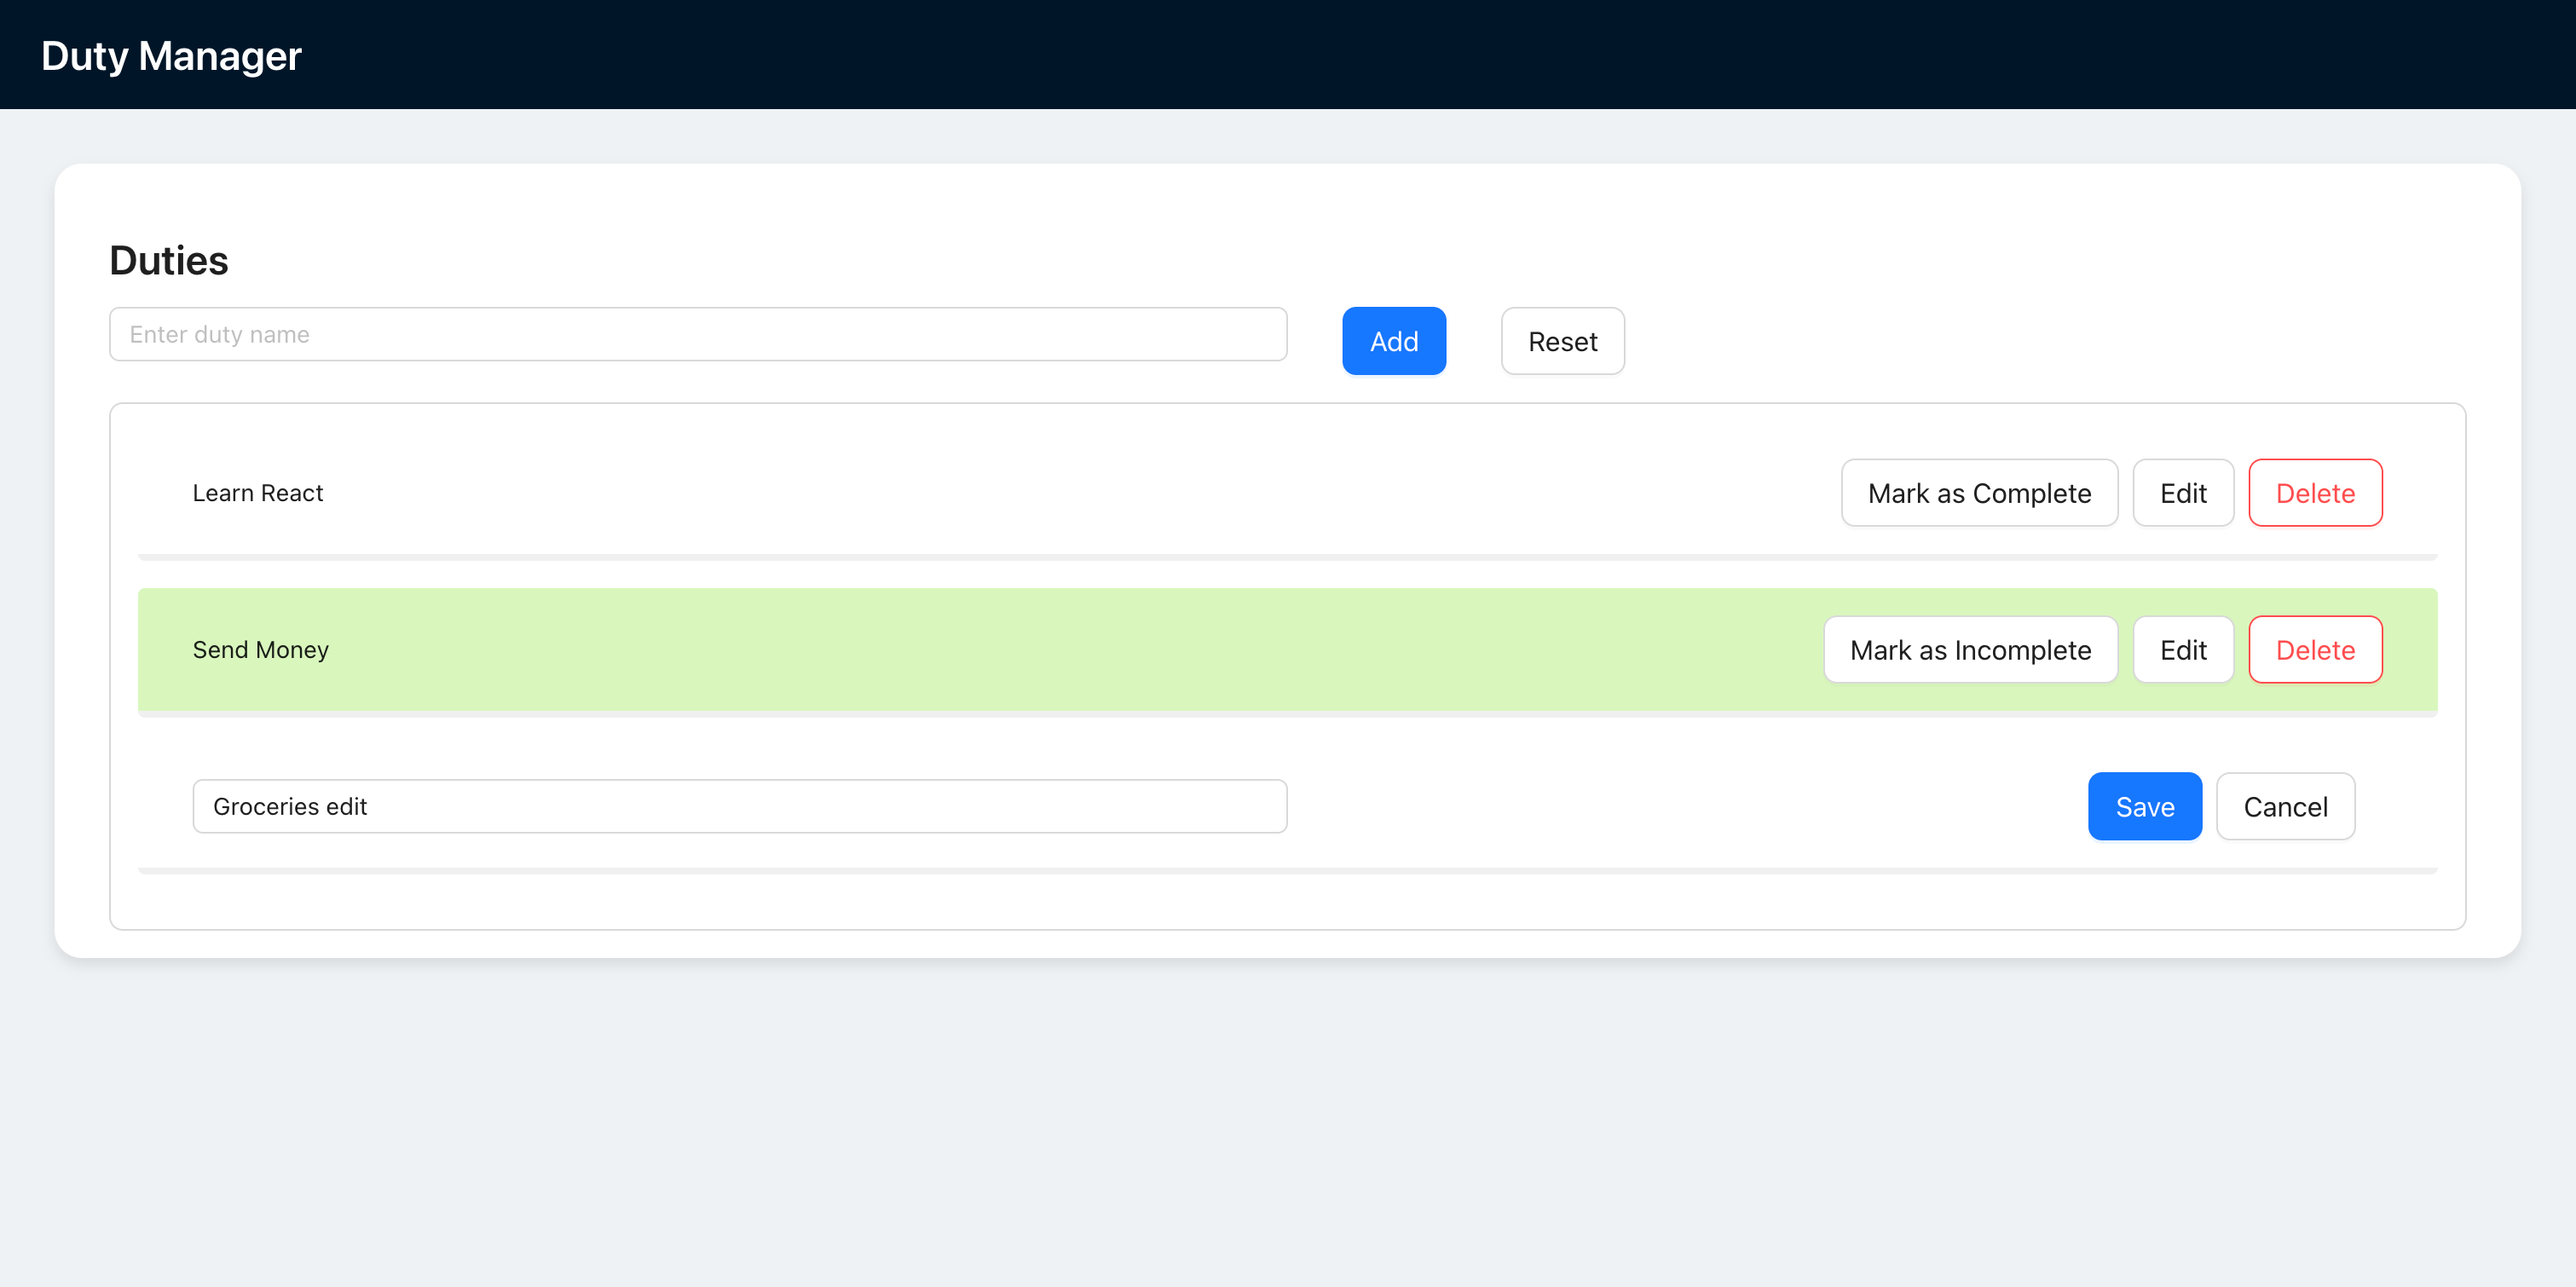 Duty Manager
Duties
Enter duty name
Add
Reset
Learn React
Mark as Complete
Edit
Delete
Send Money
Mark as Incomplete
Edit
Delete
Groceries edit
Save
Cancel